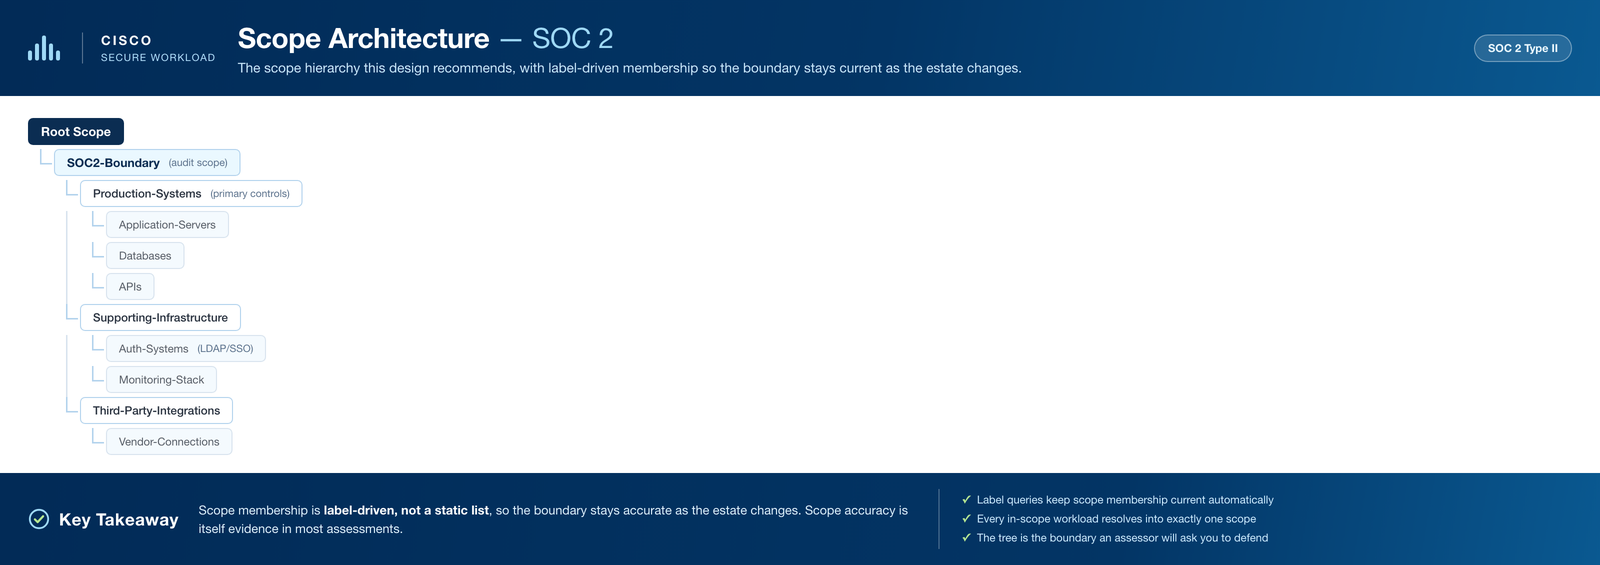 CISCO
SECURE WORKLOAD
Scope Architecture — SOC 2
The scope hierarchy this design recommends, with label-driven membership so the boundary stays current as the estate changes.
SOC 2 Type II
Root Scope
SOC2-Boundary (audit scope)
Production-Systems (primary controls)
Application-Servers
Databases
APIs
Supporting-Infrastructure
Auth-Systems (LDAP/SSO)
Monitoring-Stack
Third-Party-Integrations
Vendor-Connections
Key Takeaway
Scope membership is label-driven, not a static list, so the boundary stays accurate as the estate changes. Scope accuracy is
itself evidence in most assessments.
✓ Label queries keep scope membership current automatically
✓ Every in-scope workload resolves into exactly one scope
✓ The tree is the boundary an assessor will ask you to defend